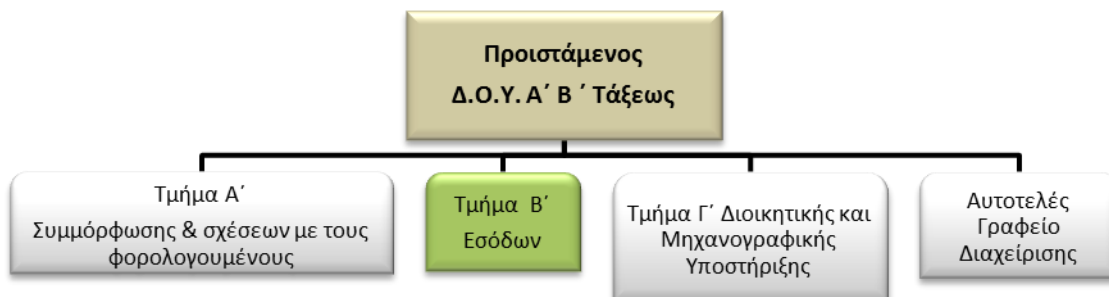 Προιστάμενος
Δ.Ο.Υ. Α΄ Β ΄ Τάξεως
Τμήμα Α΄
Συμμόρφωσης & σχέσεων με τους
φορολογουμένους
Τμήμα Β΄
Εσόδων
Τμήμα Γ΄ Διοικητικής και
Μηχανογραφικής
Υποστήριξης
Αυτοτελές
Γραφείο
Διαχείρισης